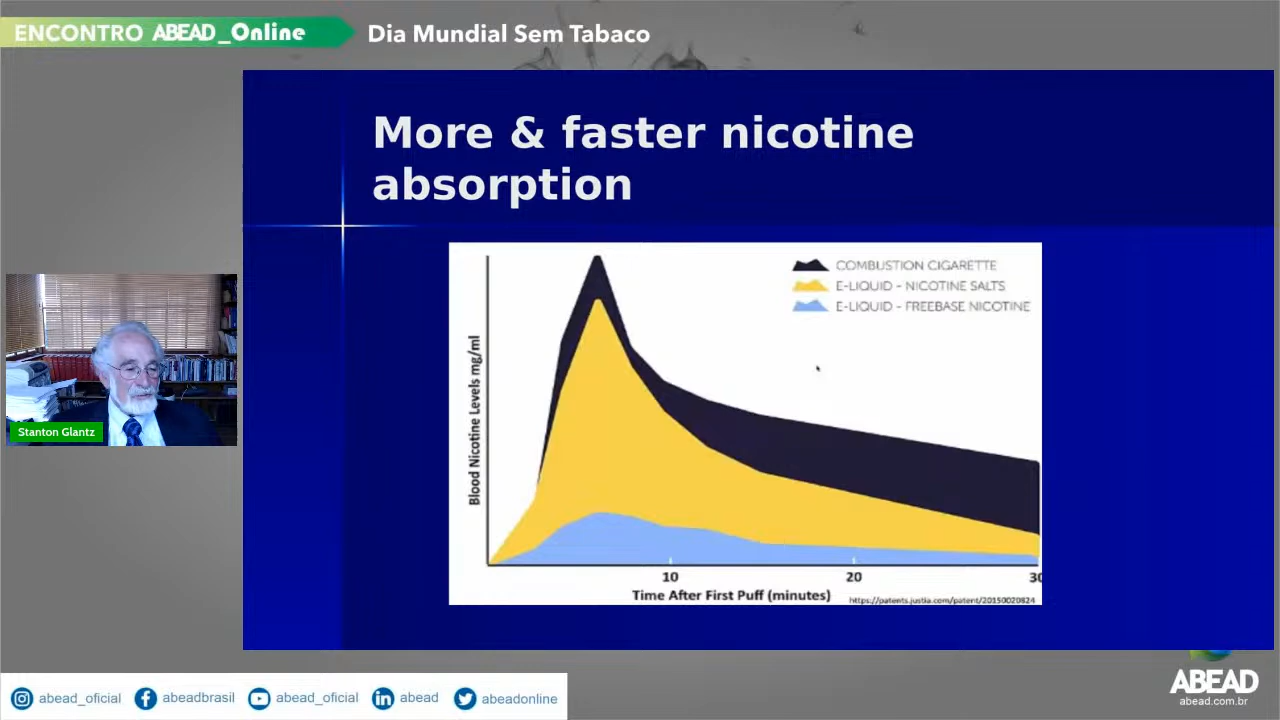 ENCONTRO ABEAD_Online
Dia Mundial Sem Tabaco
More & faster nicotine
absorption
COMBUSTION CIGARETTE
E-LIQUID - NICOTINE SALTS
E-LIQUID - FREEBASE NICOTINE
Blood Nicotine Levels mg/ml
10
20
30
Time After First Puff (minutes)
https://patents.justia.com/patent/20150020824
Stanton Glantz
abead_oficial
abeadbrasil
abead_oficial
abead
abeadonline
ABEAD
abead.com.br